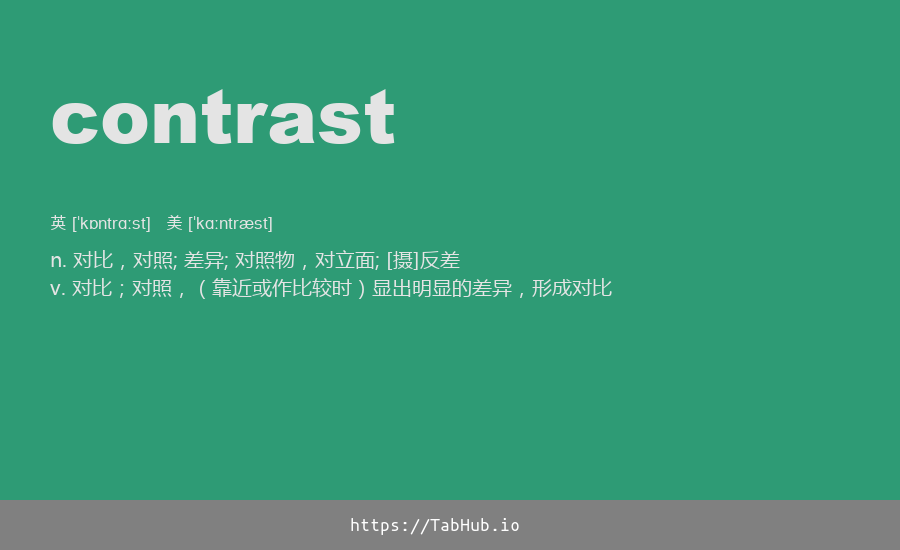 contrast
英 [ˈkɒntrɑːst] 美 [ˈkɑːntræst]
n. 对比，对照; 差异; 对照物，对立面; [摄]反差
v. 对比；对照，（靠近或作比较时）显出明显的差异，形成对比
https://TabHub.io